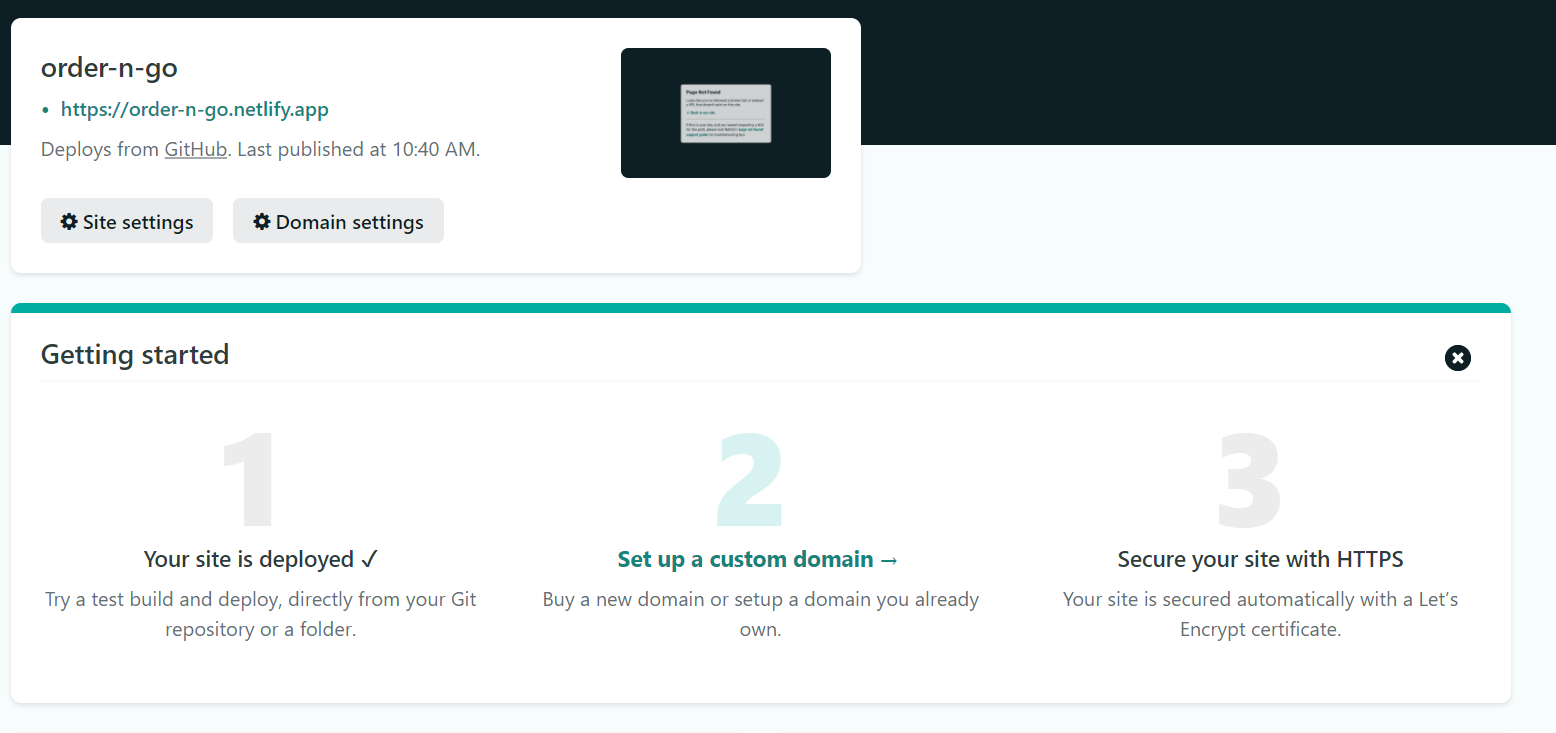 order-n-go
• https://order-n-go.netlify.app
Deploys from GitHub. Last published at 10:40 AM.
Page Not Found
Site settings
Domain settings
Getting started
1
2
3
Your site is deployed ✓
Set up a custom domain →
Secure your site with HTTPS
Try a test build and deploy, directly from your Git
repository or a folder.
Buy a new domain or setup a domain you already
own.
Your site is secured automatically with a Let’s
Encrypt certificate.